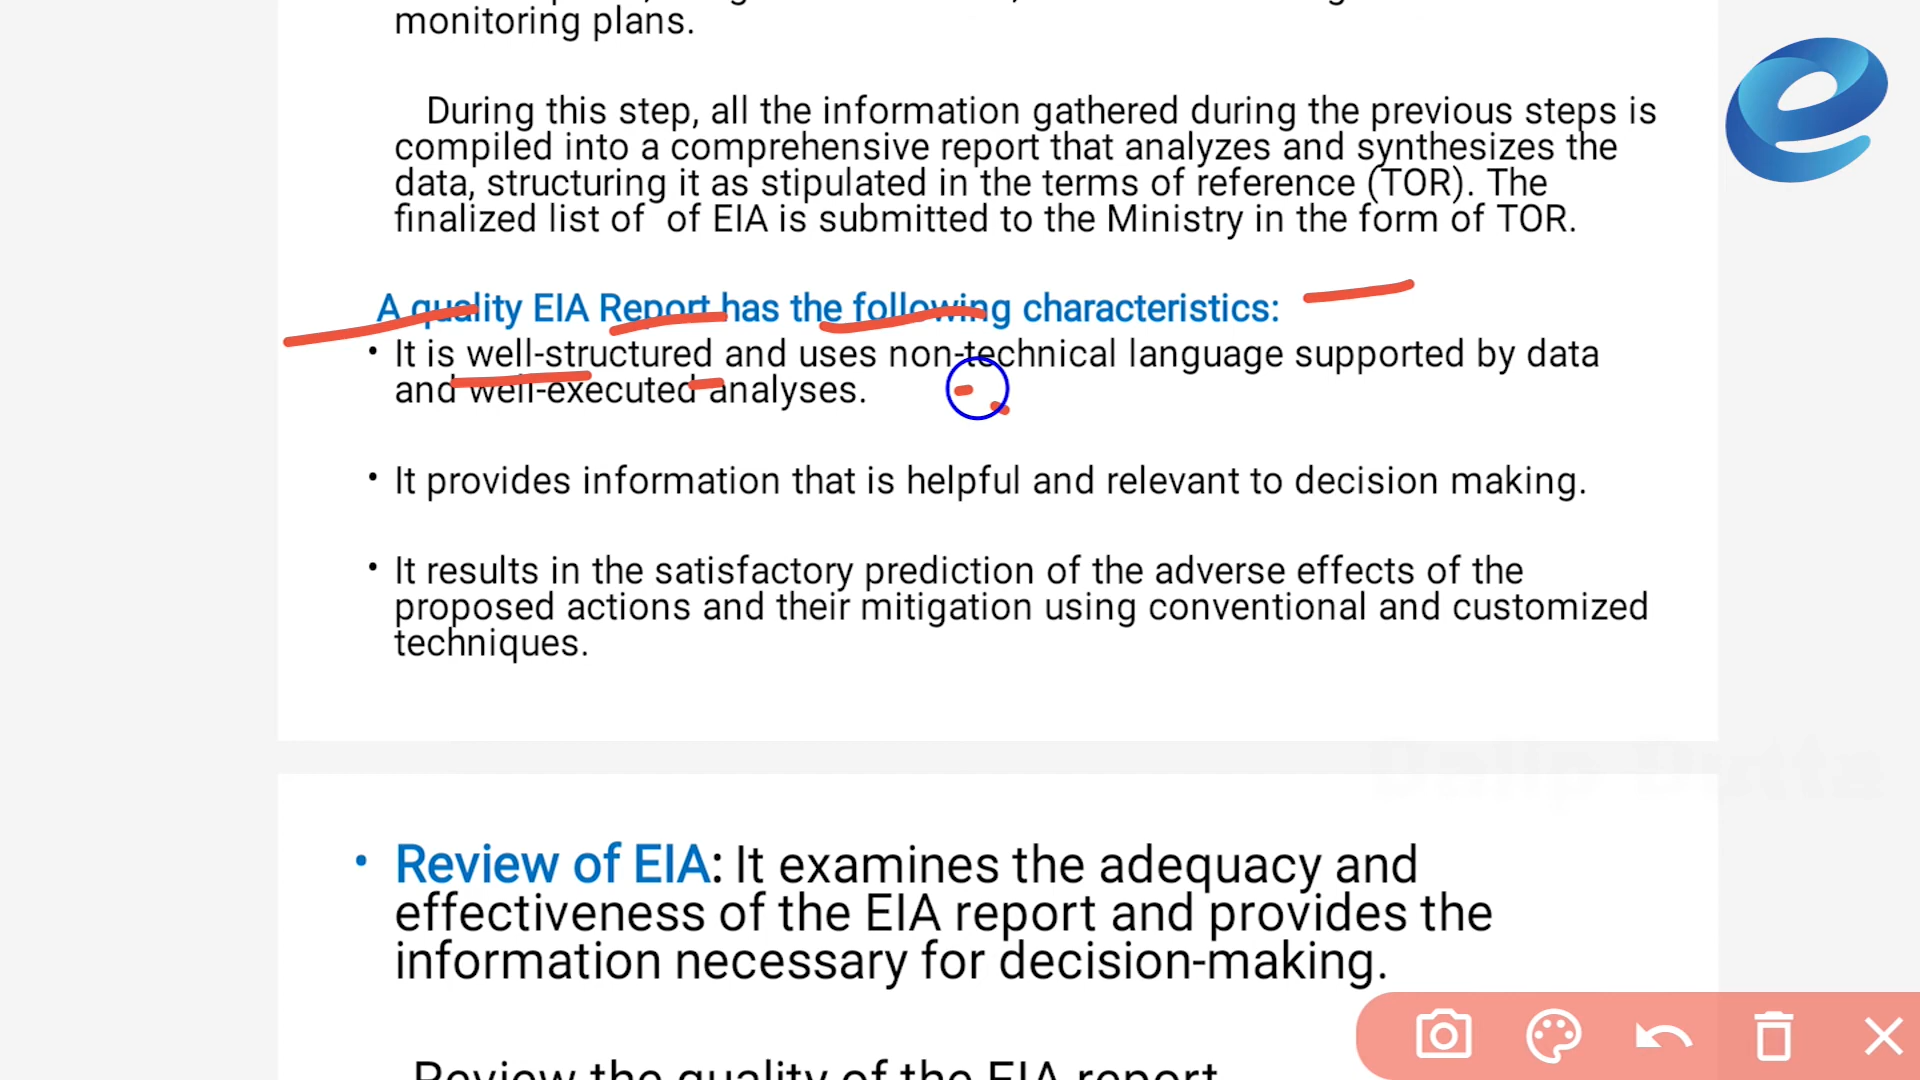 monitoring plans.
During this step, all the information gathered during the previous steps is
compiled into a comprehensive report that analyzes and synthesizes the
data, structuring it as stipulated in the terms of reference (TOR). The
finalized list of of EIA is submitted to the Ministry in the form of TOR.
A quality EIA Report has the following characteristics:
• It is well-structured and uses non-technical language supported by data
and well-executed analyses.
• It provides information that is helpful and relevant to decision making.
• It results in the satisfactory prediction of the adverse effects of the
proposed actions and their mitigation using conventional and customized
techniques.
• Review of EIA: It examines the adequacy and
effectiveness of the EIA report and provides the
information necessary for decision-making.
Review the quality of the EIA report